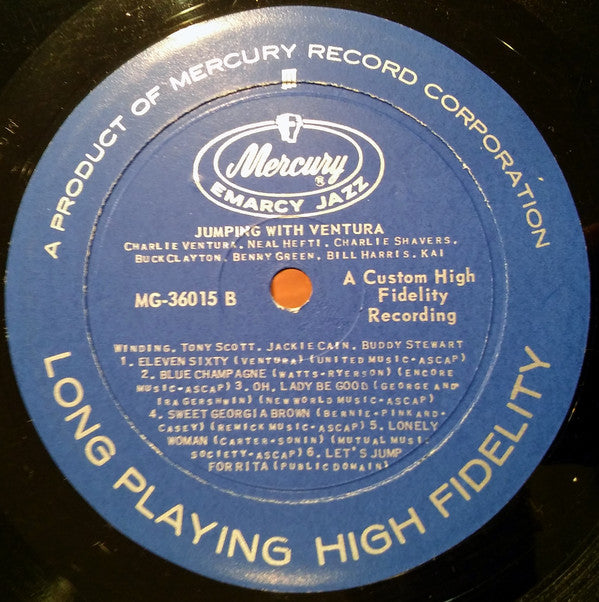 A PRODUCT OF MERCURY RECORD CORPORATION
Mercury
®
EMARCY JAZZ
JUMPING WITH VENTURA
CHARLIE VENTURA, NEAL HEFTI, CHARLIE SHAVERS,
BUCK CLAYTON, BENNY GREEN, BILL HARRIS, KAI
MG-36015 B
A Custom High
Fidelity
Recording
WINDING, TONY SCOTT, JACKIE CAIN, BUDDY STEWART
1. ELEVEN SIXTY (VENTURA) (UNITED MUSIC-ASCAP)
2. BLUE CHAMPAGNE (WATTS-RYERSON) (ENCORE
MUSIC-ASCAP) 3. OH, LADY BE GOOD (GEORGE AND
IRA GERSHWIN) (NEW WORLD MUSIC-ASCAP)
4. SWEET GEORGIA BROWN (BERNIE-PINKARD-
CASEY) (REMICK MUSIC-ASCAP) 5. LONELY
WOMAN (CARTER-SONIN) (MUTUAL MUSIC
SOCIETY-ASCAP) 6. LET'S JUMP
FOR RITA (PUBLIC DOMAIN)
LONG PLAYING HIGH FIDELITY